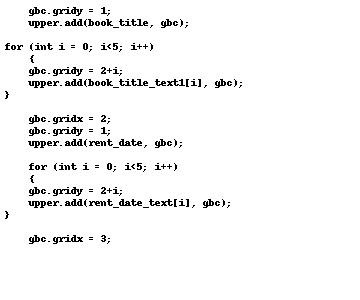 gbc.gridy = 1;
upper.add(book_title, gbc);
for (int i = 0; i<5; i++)
{
gbc.gridy = 2+i;
upper.add(book_title_text1[i], gbc);
}
gbc.gridx = 2;
gbc.gridy = 1;
upper.add(rent_date, gbc);
for (int i = 0; i<5; i++)
{
gbc.gridy = 2+i;
upper.add(rent_date_text[i], gbc);
}
gbc.gridx = 3;